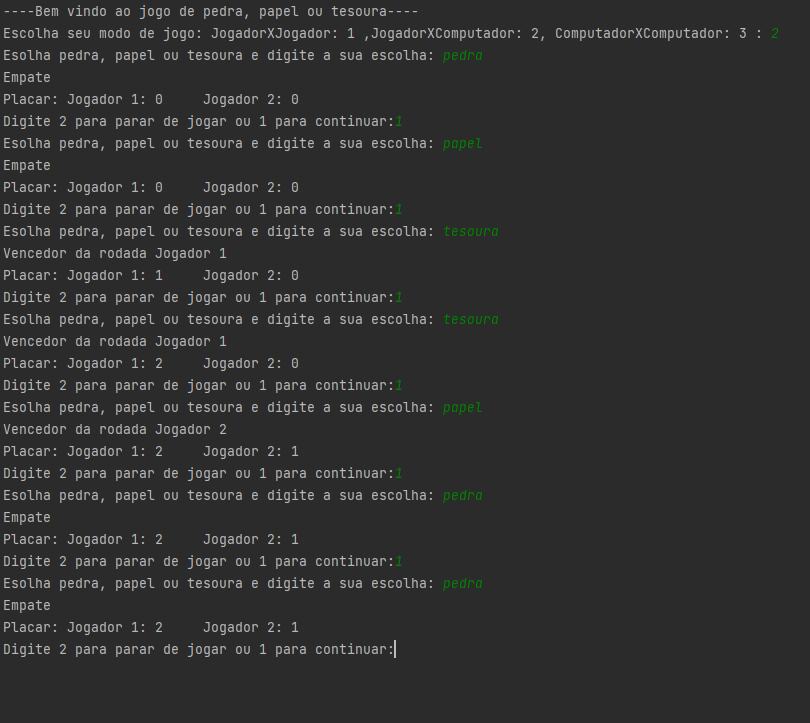 ----Bem vindo ao jogo de pedra, papel ou tesoura----
Escolha seu modo de jogo: JogadorXJogador: 1 ,JogadorXComputador: 2, ComputadorXComputador: 3 : 2
Esolha pedra, papel ou tesoura e digite a sua escolha: pedra
Empate
Placar: Jogador 1: 0     Jogador 2: 0
Digite 2 para parar de jogar ou 1 para continuar:1
Esolha pedra, papel ou tesoura e digite a sua escolha: papel
Empate
Placar: Jogador 1: 0     Jogador 2: 0
Digite 2 para parar de jogar ou 1 para continuar:1
Esolha pedra, papel ou tesoura e digite a sua escolha: tesoura
Vencedor da rodada Jogador 1
Placar: Jogador 1: 1     Jogador 2: 0
Digite 2 para parar de jogar ou 1 para continuar:1
Esolha pedra, papel ou tesoura e digite a sua escolha: tesoura
Vencedor da rodada Jogador 1
Placar: Jogador 1: 2     Jogador 2: 0
Digite 2 para parar de jogar ou 1 para continuar:1
Esolha pedra, papel ou tesoura e digite a sua escolha: papel
Vencedor da rodada Jogador 2
Placar: Jogador 1: 2     Jogador 2: 1
Digite 2 para parar de jogar ou 1 para continuar:1
Esolha pedra, papel ou tesoura e digite a sua escolha: pedra
Empate
Placar: Jogador 1: 2     Jogador 2: 1
Digite 2 para parar de jogar ou 1 para continuar:1
Esolha pedra, papel ou tesoura e digite a sua escolha: pedra
Empate
Placar: Jogador 1: 2     Jogador 2: 1
Digite 2 para parar de jogar ou 1 para continuar: